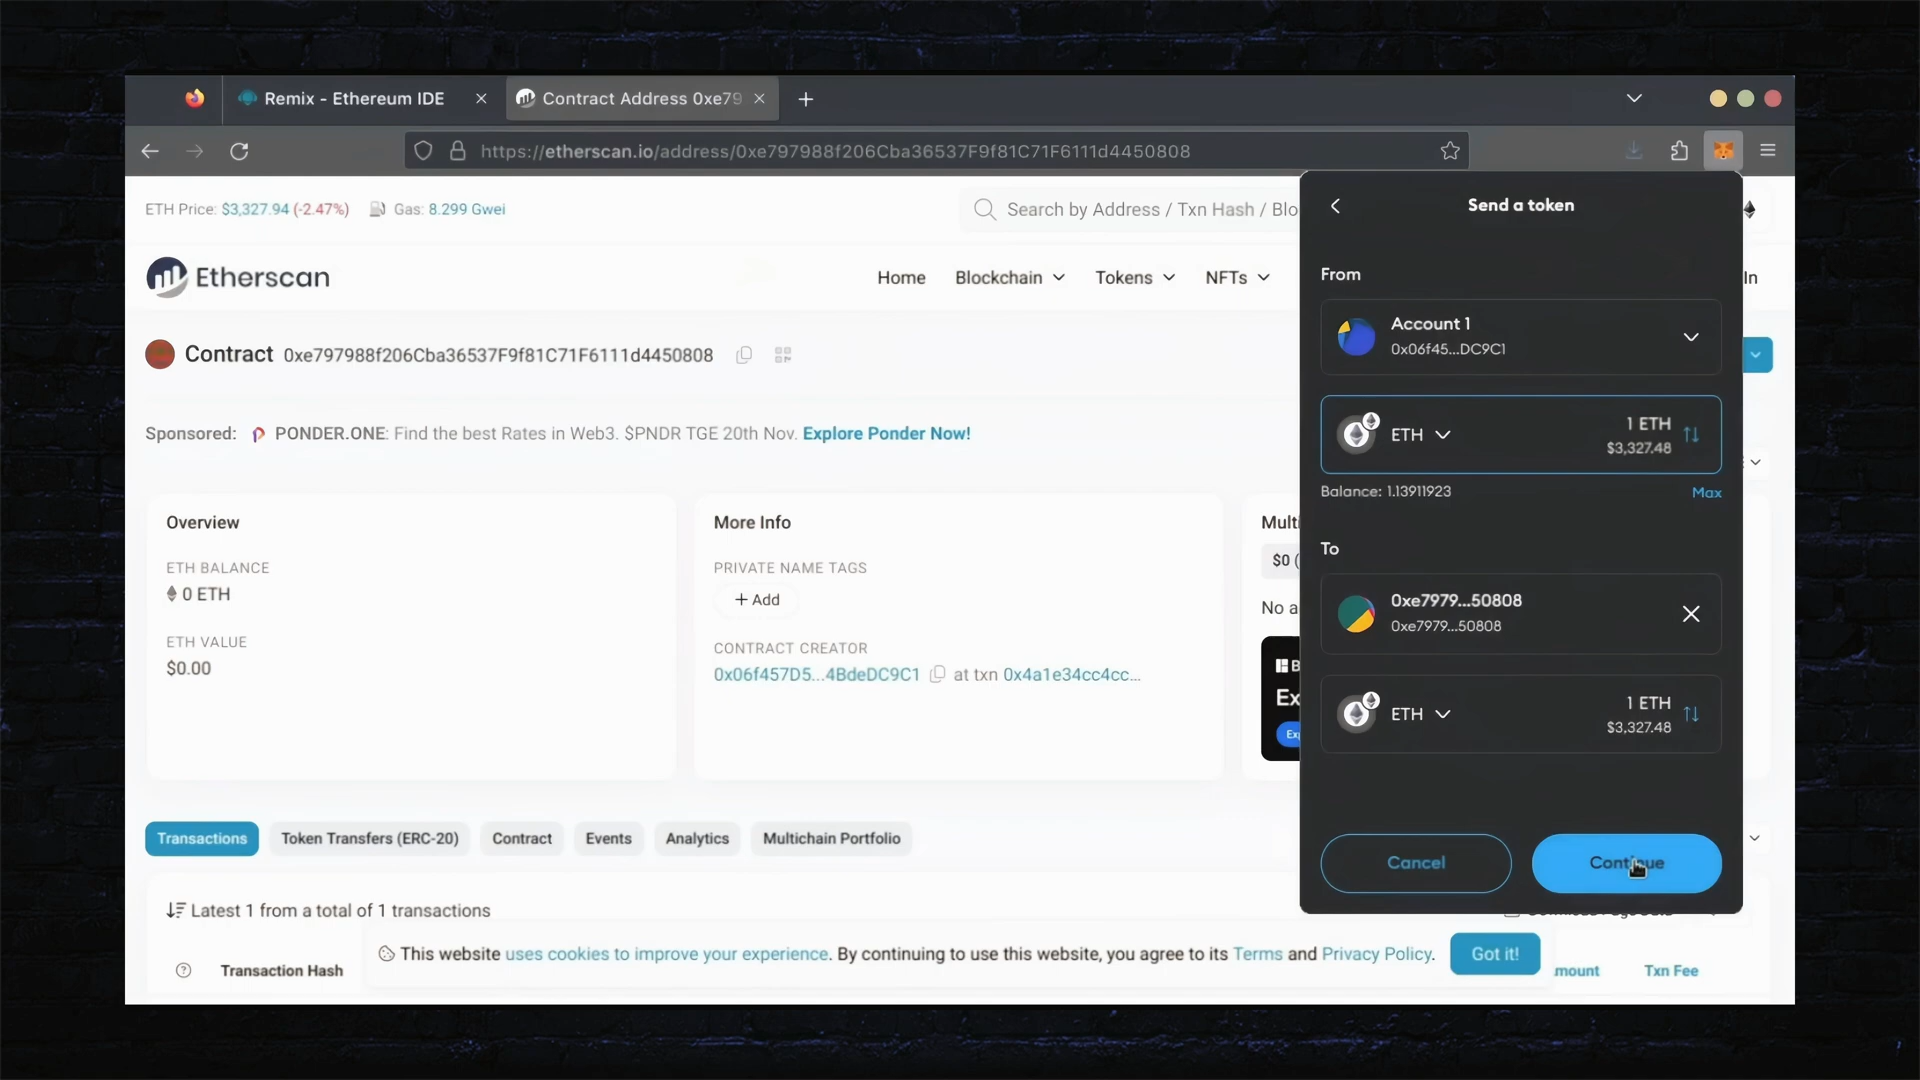 Remix - Ethereum IDE
Contract Address 0xe79
https://etherscan.io/address/0xe797988f206Cba36537F9f81C71F6111d4450808
ETH Price: $3,327.94 (-2.47%) Gas: 8.299 Gwei
Search by Address / Txn Hash / Blo
Etherscan
Home Blockchain Tokens NFTs
In
Contract 0xe797988f206Cba36537F9f81C71F6111d4450808
Sponsored: PONDER.ONE: Find the best Rates in Web3. $PNDR TGE 20th Nov. Explore Ponder Now!
Overview
ETH BALANCE
0 ETH
ETH VALUE
$0.00
More Info
PRIVATE NAME TAGS
+ Add
CONTRACT CREATOR
0x06f457D5...4BdeDC9C1 at txn 0x4a1e34cc4cc...
Multi
$0 (
No a
B
Ex
Exp
Transactions
Token Transfers (ERC-20)
Contract
Events
Analytics
Multichain Portfolio
Latest 1 from a total of 1 transactions
Transaction Hash
mount
Txn Fee
This website uses cookies to improve your experience. By continuing to use this website, you agree to its Terms and Privacy Policy.
Got it!
Send a token
From
Account 1
0x06f45...DC9C1
ETH
1 ETH
$3,327.48
Balance: 1.13911923
Max
To
0xe7979...50808
0xe7979...50808
ETH
1 ETH
$3,327.48
Cancel
Continue